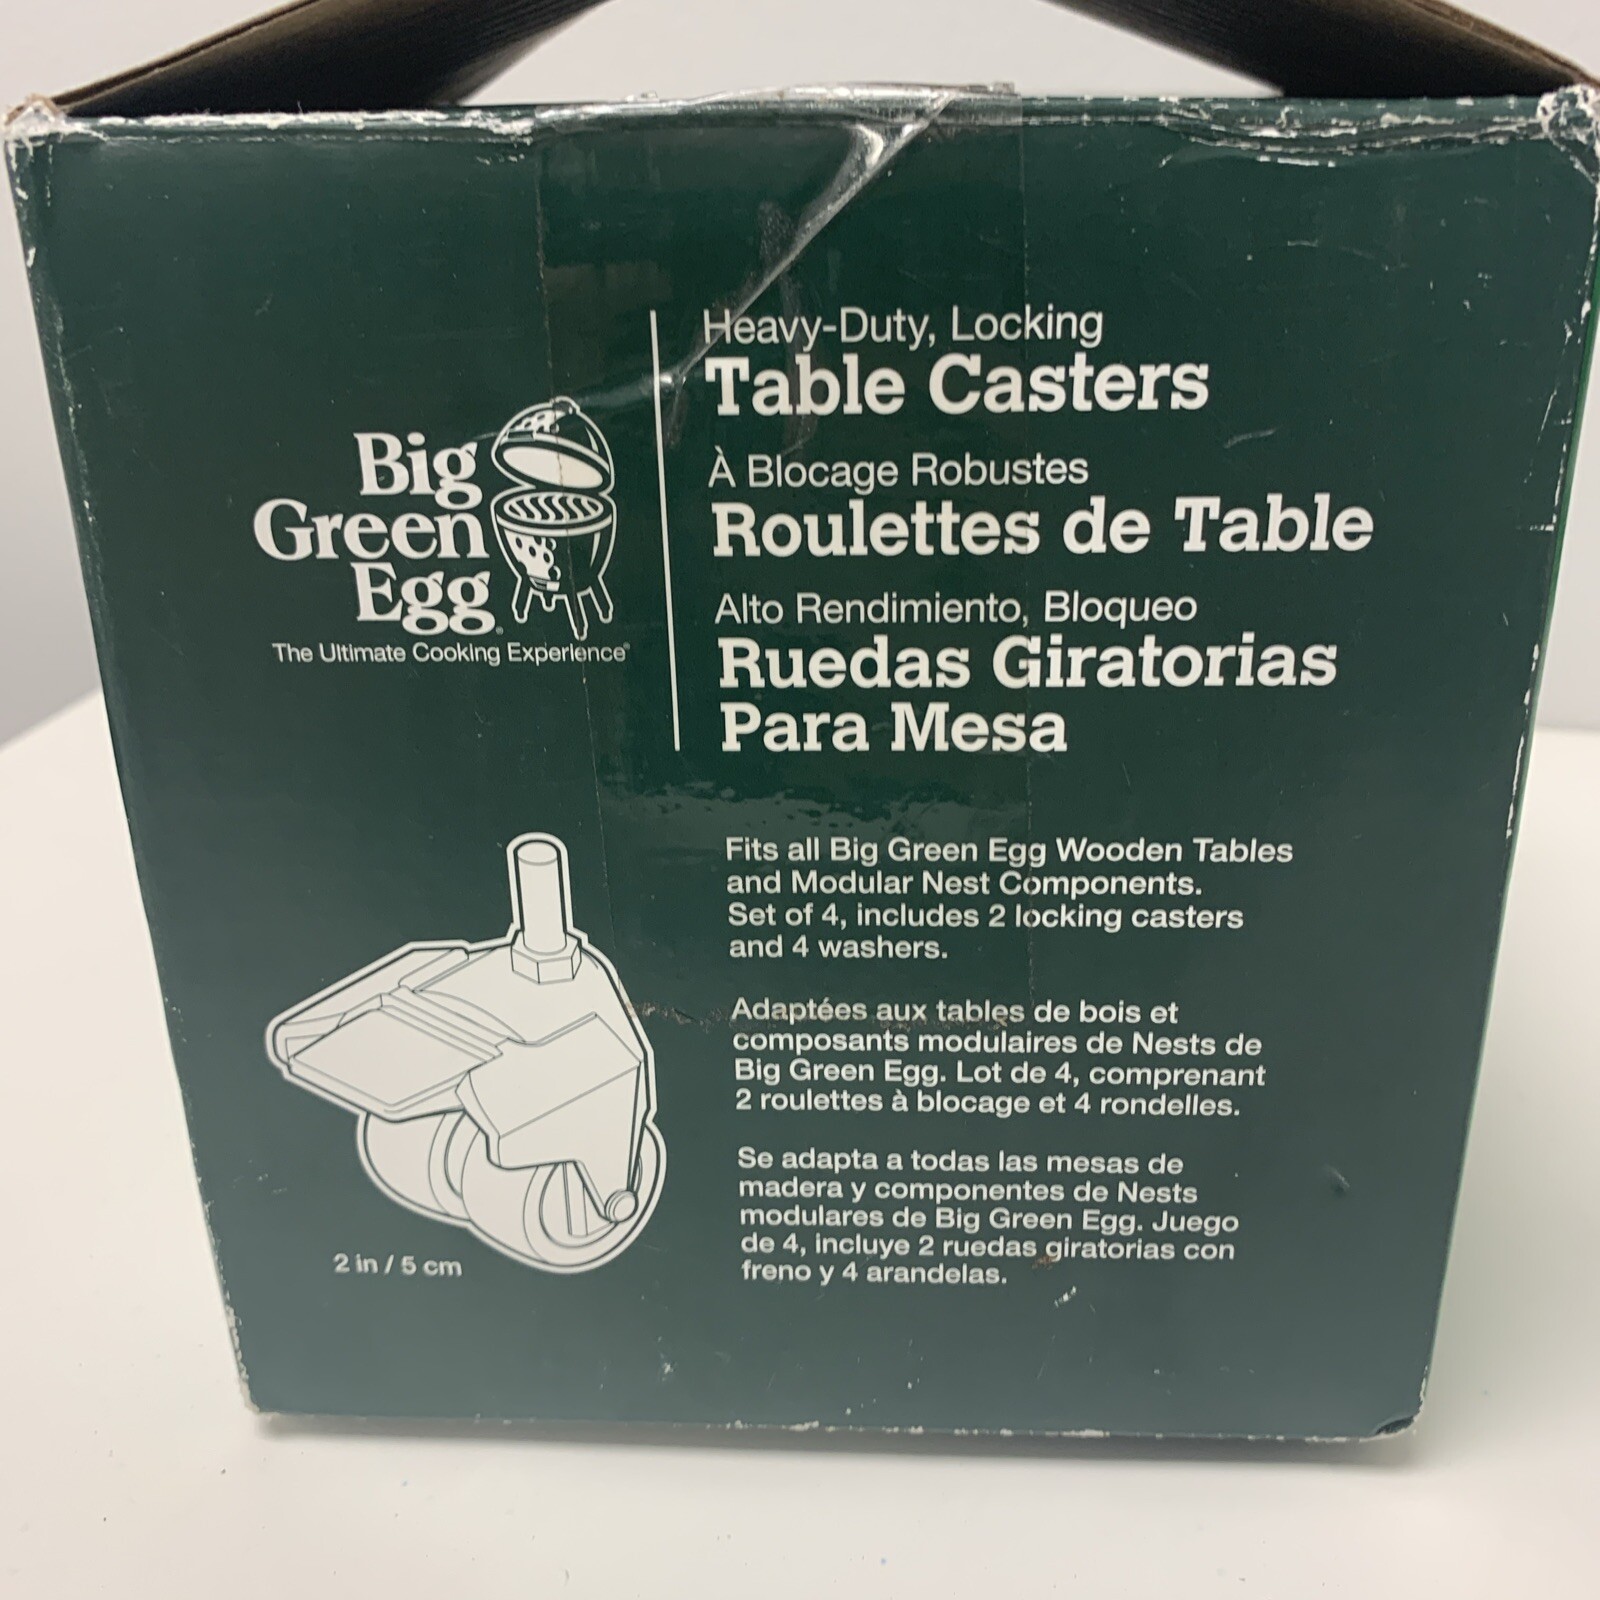 Big
Green
Egg®
The Ultimate Cooking Experience®
Heavy-Duty, Locking
Table Casters
À Blocage Robustes
Roulettes de Table
Alto Rendimiento, Bloqueo
Ruedas Giratorias
Para Mesa
2 in / 5 cm
Fits all Big Green Egg Wooden Tables
and Modular Nest Components.
Set of 4, includes 2 locking casters
and 4 washers.
Adaptées aux tables de bois et
composants modulaires de Nests de
Big Green Egg. Lot de 4, comprenant
2 roulettes à blocage et 4 rondelles.
Se adapta a todas las mesas de
madera y componentes de Nests
modulares de Big Green Egg. Juego
de 4, incluye 2 ruedas giratorias con
freno y 4 arandelas.